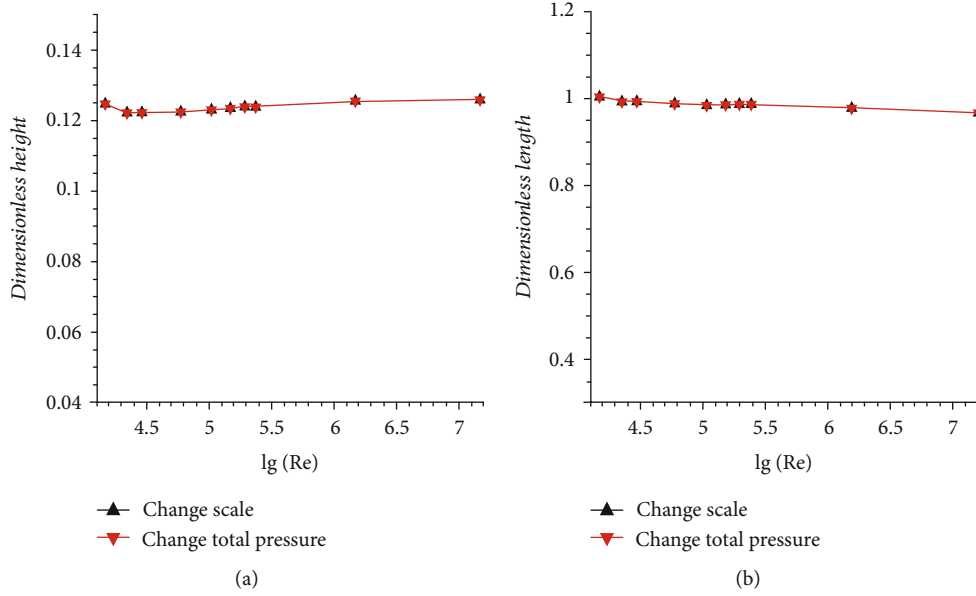 Dimensionless height
0.14
0.12
0.1
0.08
0.06
0.04
4.5 5 5.5 6 6.5 7
lg (Re)
Change scale
Change total pressure
(a)
Dimensionless length
1.2
1
0.8
0.6
0.4
4.5 5 5.5 6 6.5 7
lg (Re)
Change scale
Change total pressure
(b)